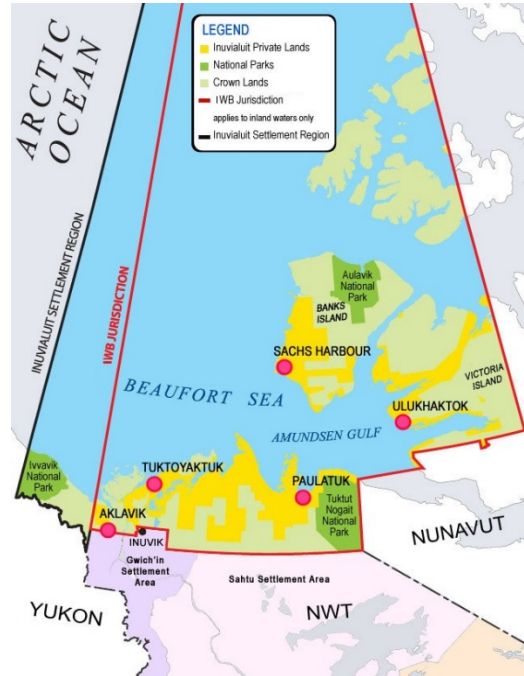 LEGEND
Inuvialuit Private Lands
National Parks
Crown Lands
IWB Jurisdiction
applies to inland waters only
Inuvialuit Settlement Region
ARCTIC
OCEAN
INUVIALUIT SETTLEMENT REGION
IWB JURISDICTION
Aulavik
National
Park
BANKS
ISLAND
SACHS HARBOUR
VICTORIA
ISLAND
BEAUFORT SEA
ULUKHAKTOK
AMUNDSEN GULF
Ivvavik
National
Park
TUKTOYAKTUK
PAULATUK
Tuktut
Nogait
National
Park
AKLAVIK
INUVIK
NUNAVUT
Gwich'in
Settlement
Area
Sahtu Settlement Area
YUKON
NWT